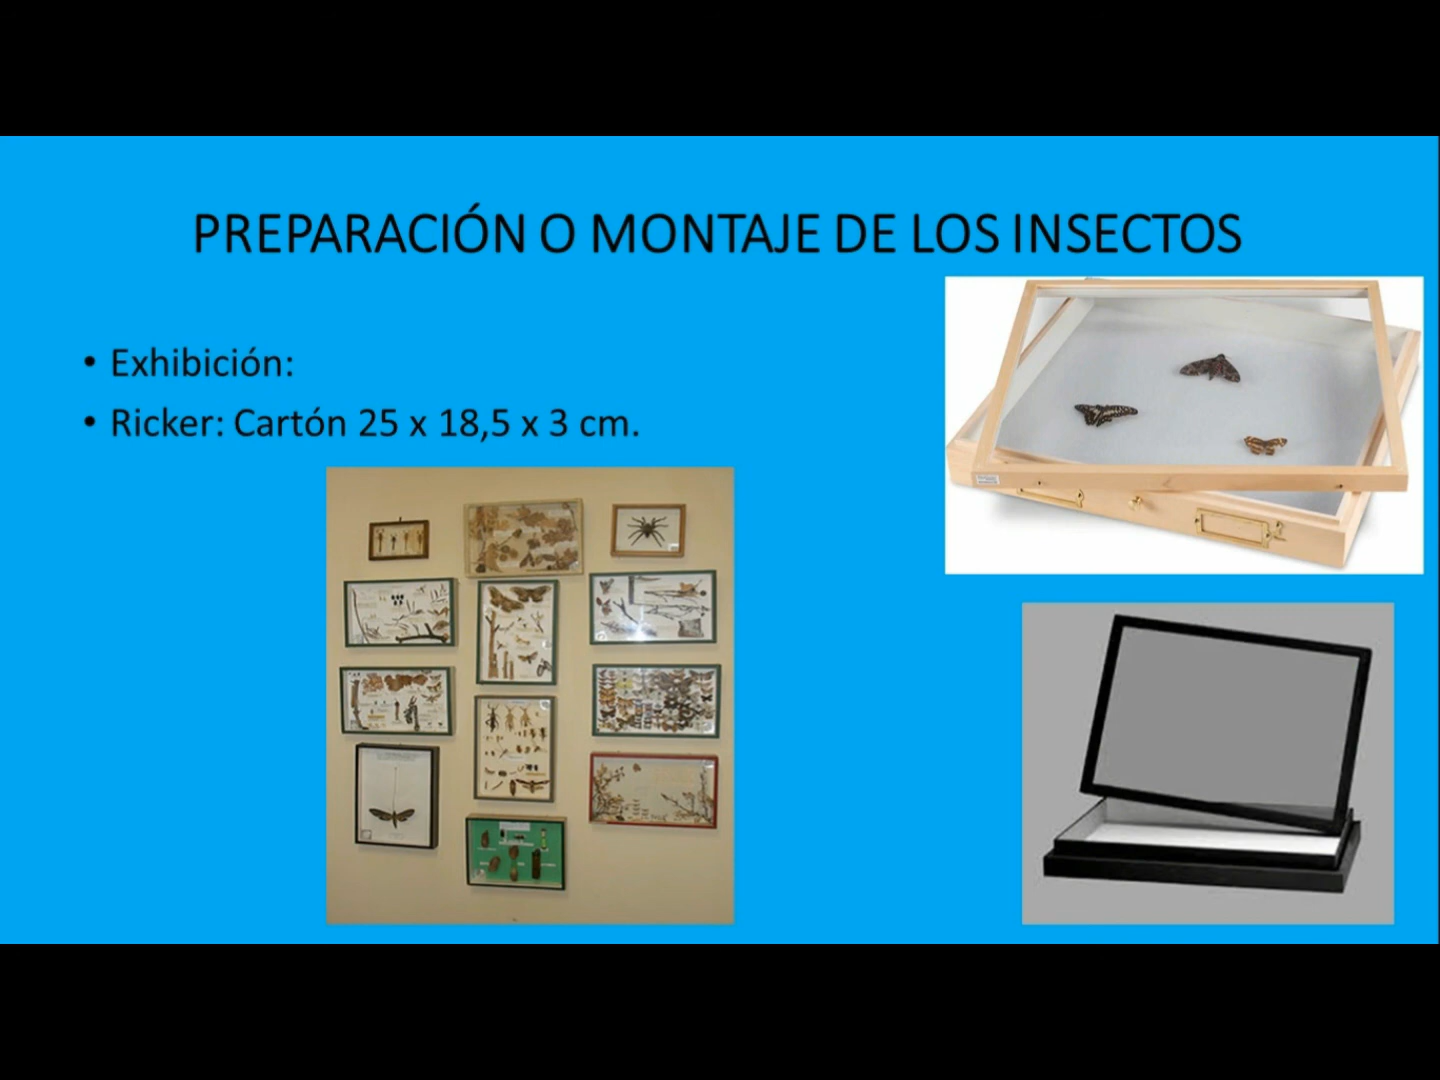 PREPARACIÓN O MONTAJE DE LOS INSECTOS
• Exhibición:
• Ricker: Cartón 25 x 18,5 x 3 cm.